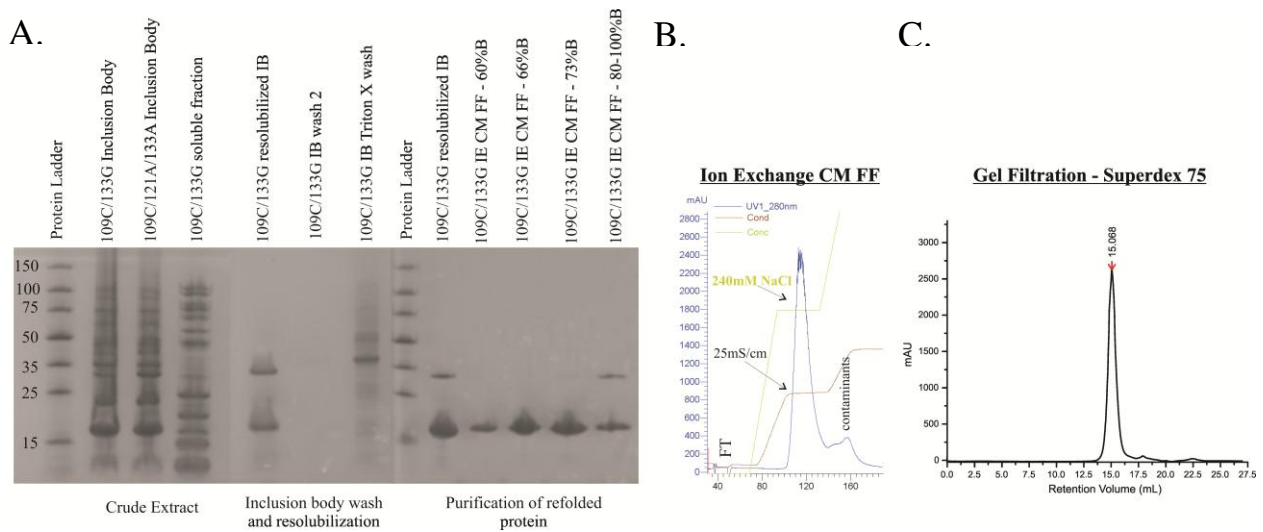 A.
Protein Ladder
109C/133G Inclusion Body
109C/121A/133A Inclusion Body
109C/133G soluble fraction
109C/133G resolubilized IB
109C/133G IB wash 2
109C/133G IB Triton X wash
Protein Ladder
109C/133G resolubilized IB
109C/133G IE CM FF - 60%B
109C/133G IE CM FF - 66%B
109C/133G IE CM FF - 73%B
109C/133G IE CM FF - 80-100%B
150
100
75
50
35
25
15
Crude Extract
Inclusion body wash
and resolubilization
Purification of refolded
protein
B.
Ion Exchange CM FF
mAU
UV1_280nm
Cond
Conc
2800
2600
2400
2200
2000
1800
1600
1400
1200
1000
800
600
400
200
0
240mM NaCl
25mS/cm
FT
contaminants
40
80
120
160
C.
Gel Filtration - Superdex 75
mAU
3000
2500
2000
1500
1000
500
0
15.068
0.0 2.5 5.0 7.5 10.0 12.5 15.0 17.5 20.0 22.5 25.0 27.5
Retention Volume (mL)